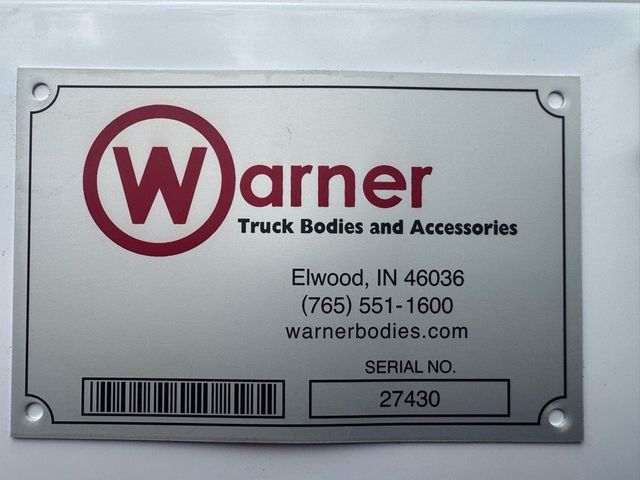 Warner
Truck Bodies and Accessories
Elwood, IN 46036
(765) 551-1600
warnerbodies.com
SERIAL NO.
27430